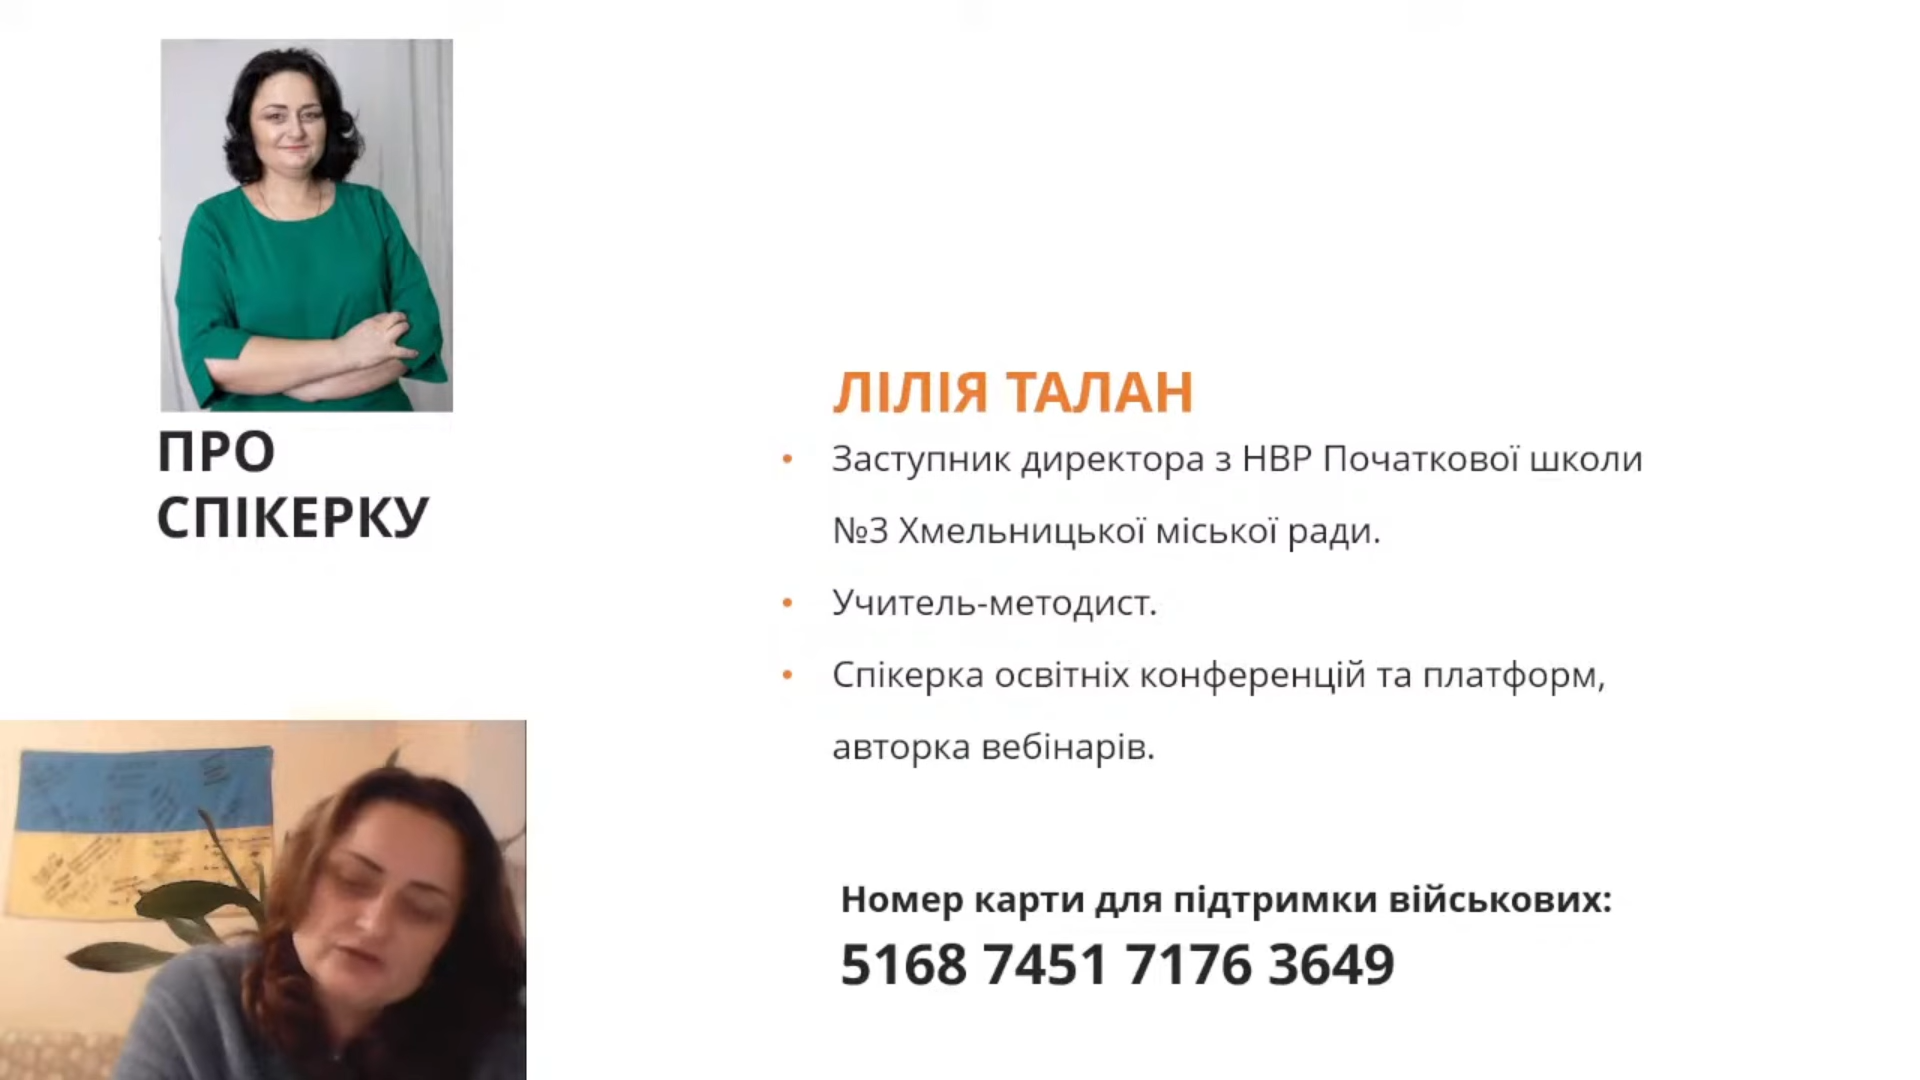 ПРО
СПІКЕРКУ
ЛІЛІЯ ТАЛАН
Заступник директора з НВР Початкової школи
№3 Хмельницької міської ради.
Учитель-методист.
Спікерка освітніх конференцій та платформ,
авторка вебінарів.
Номер карти для підтримки військових:
5168 7451 7176 3649